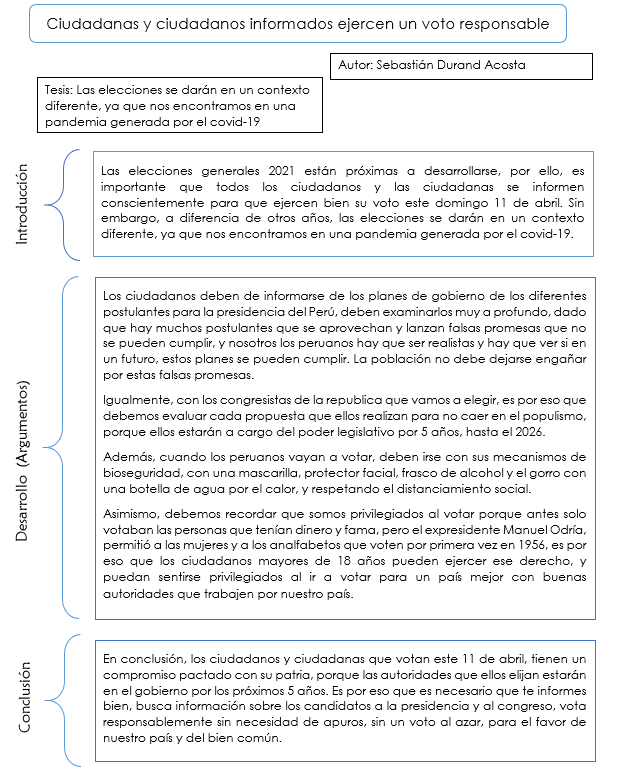 Ciudadanas y ciudadanos informados ejercen un voto responsable
Autor: Sebastián Durand Acosta
Tesis: Las elecciones se darán en un contexto
diferente, ya que nos encontramos en una
pandemia generada por el covid-19
Introducción
Las elecciones generales 2021 están próximas a desarrollarse, por ello, es
importante que todos los ciudadanos y las ciudadanas se informen
conscientemente para que ejercen bien su voto este domingo 11 de abril. Sin
embargo, a diferencia de otros años, las elecciones se darán en un contexto
diferente, ya que nos encontramos en una pandemia generada por el covid-19.
Desarrollo (Argumentos)
Los ciudadanos deben de informarse de los planes de gobierno de los diferentes
postulantes para la presidencia del Perú, deben examinarlos muy a profundo, dado
que hay muchos postulantes que se aprovechan y lanzan falsas promesas que no
se pueden cumplir, y nosotros los peruanos hay que ser realistas y hay que ver si en
un futuro, estos planes se pueden cumplir. La población no debe dejarse engañar
por estas falsas promesas.
Igualmente, con los congresistas de la republica que vamos a elegir, es por eso que
debemos evaluar cada propuesta que ellos realizan para no caer en el populismo,
porque ellos estarán a cargo del poder legislativo por 5 años, hasta el 2026.
Además, cuando los peruanos vayan a votar, deben irse con sus mecanismos de
bioseguridad, con una mascarilla, protector facial, frasco de alcohol y el gorro con
una botella de agua por el calor, y respetando el distanciamiento social.
Asimismo, debemos recordar que somos privilegiados al votar porque antes solo
votaban las personas que tenían dinero y fama, pero el expresidente Manuel Odría,
permitió a las mujeres y a los analfabetos que voten por primera vez en 1956, es por
eso que los ciudadanos mayores de 18 años pueden ejercer ese derecho, y
puedan sentirse privilegiados al ir a votar para un país mejor con buenas
autoridades que trabajen por nuestro país.
Conclusión
En conclusión, los ciudadanos y ciudadanas que votan este 11 de abril, tienen un
compromiso pactado con su patria, porque las autoridades que ellos elijan estarán
en el gobierno por los próximos 5 años. Es por eso que es necesario que te informes
bien, busca información sobre los candidatos a la presidencia y al congreso, vota
responsablemente sin necesidad de apuros, sin un voto al azar, para el favor de
nuestro país y del bien común.